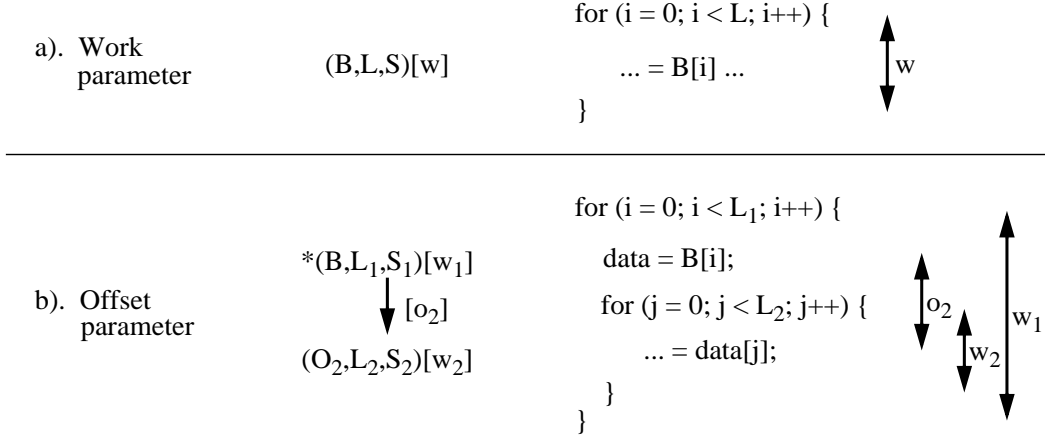 for (i = 0; i < L; i++) {
a). Work
parameter
(B,L,S)[w]
... = B[i] ...
w
}
for (i = 0; i < L1; i++) {
*(B,L1,S1)[w1]
data = B[i];
b). Offset
parameter
[o2]
for (j = 0; j < L2; j++) {
o2
w1
(O2,L2,S2)[w2]
... = data[j];
w2
}
}